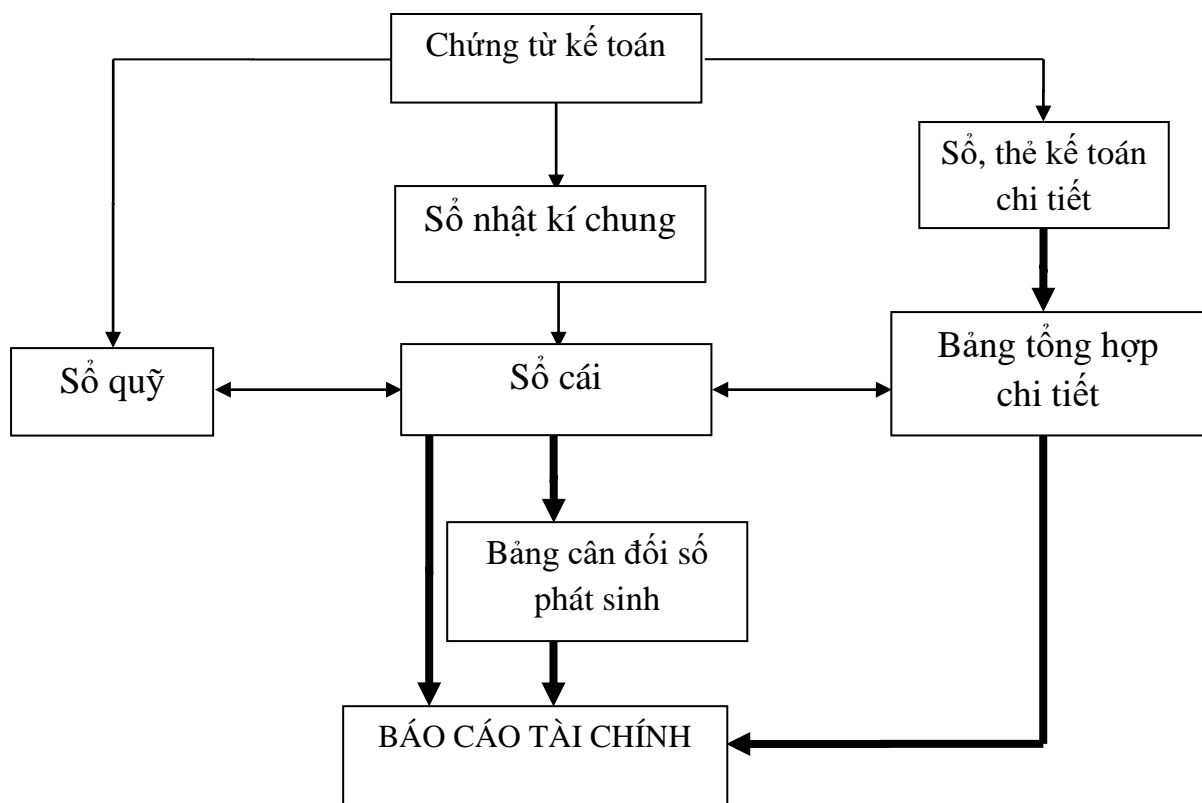 Chứng từ kế toán
Sổ, thẻ kế toán
chi tiết
Sổ nhật kí chung
Bảng tổng hợp
chi tiết
Sổ quỹ
Sổ cái
Bảng cân đối số
phát sinh
BÁO CÁO TÀI CHÍNH